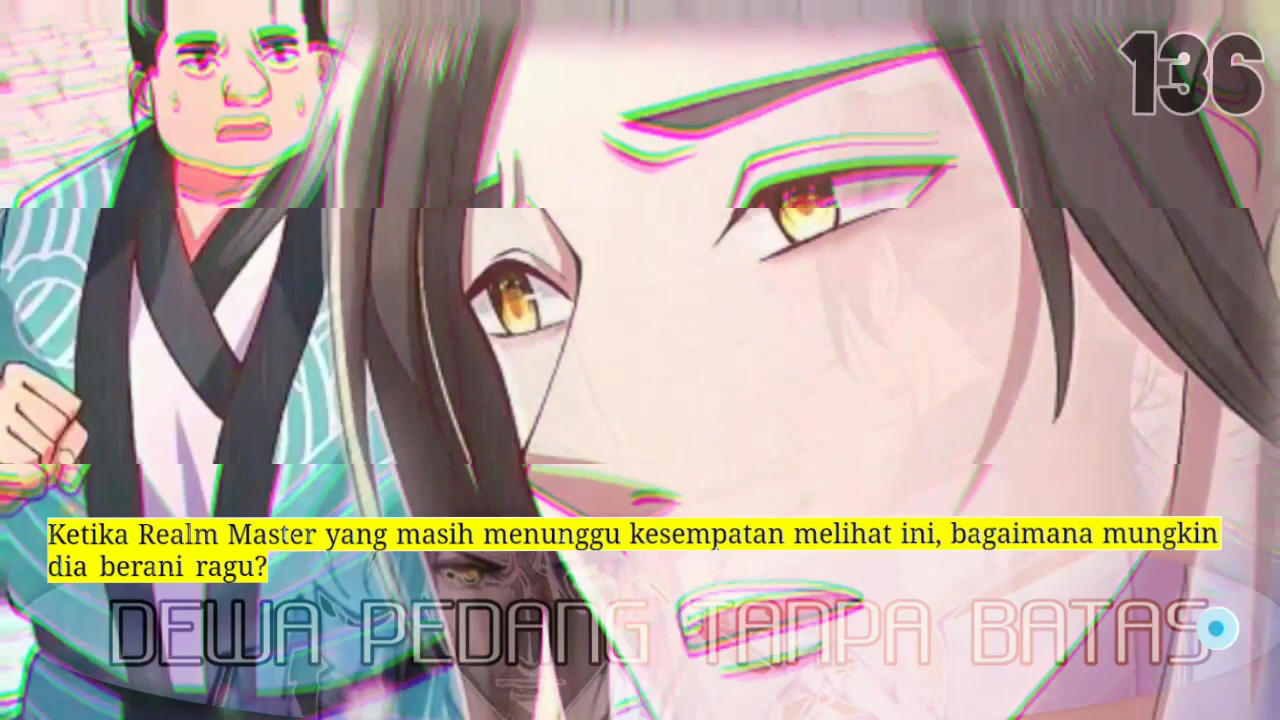 136
Ketika Realm Master yang masih menunggu kesempatan melihat ini, bagaimana mungkin
dia berani ragu?
DEWA PEDANG TANPA BATAS